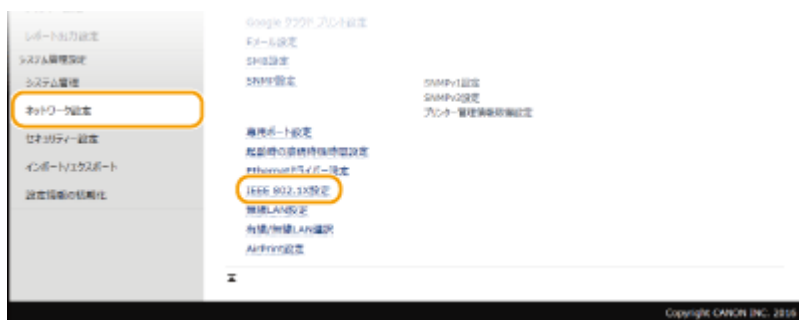 レポート出力設定
システム管理設定
システム管理
ネットワーク設定
セキュリティー設定
インポート/エクスポート
設定情報の初期化
Google クラウド プリント設定
Eメール設定
SMB設定
SNMP設定
SNMPv1設定
SNMPv3設定
プリンター管理情報取得設定
専用ポート設定
起動時の接続待機時間設定
Ethernetドライバー設定
IEEE 802.1X設定
無線LAN設定
有線/無線LAN選択
AirPrint設定
Copyright CANON INC. 2016